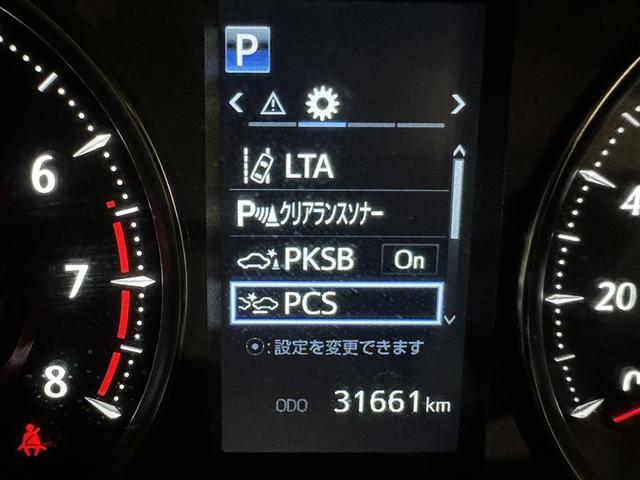 P
LTA
P クリアランスソナー
PKSB On
PCS
:設定を変更できます
ODO 31661 km
6
7
8
20
0